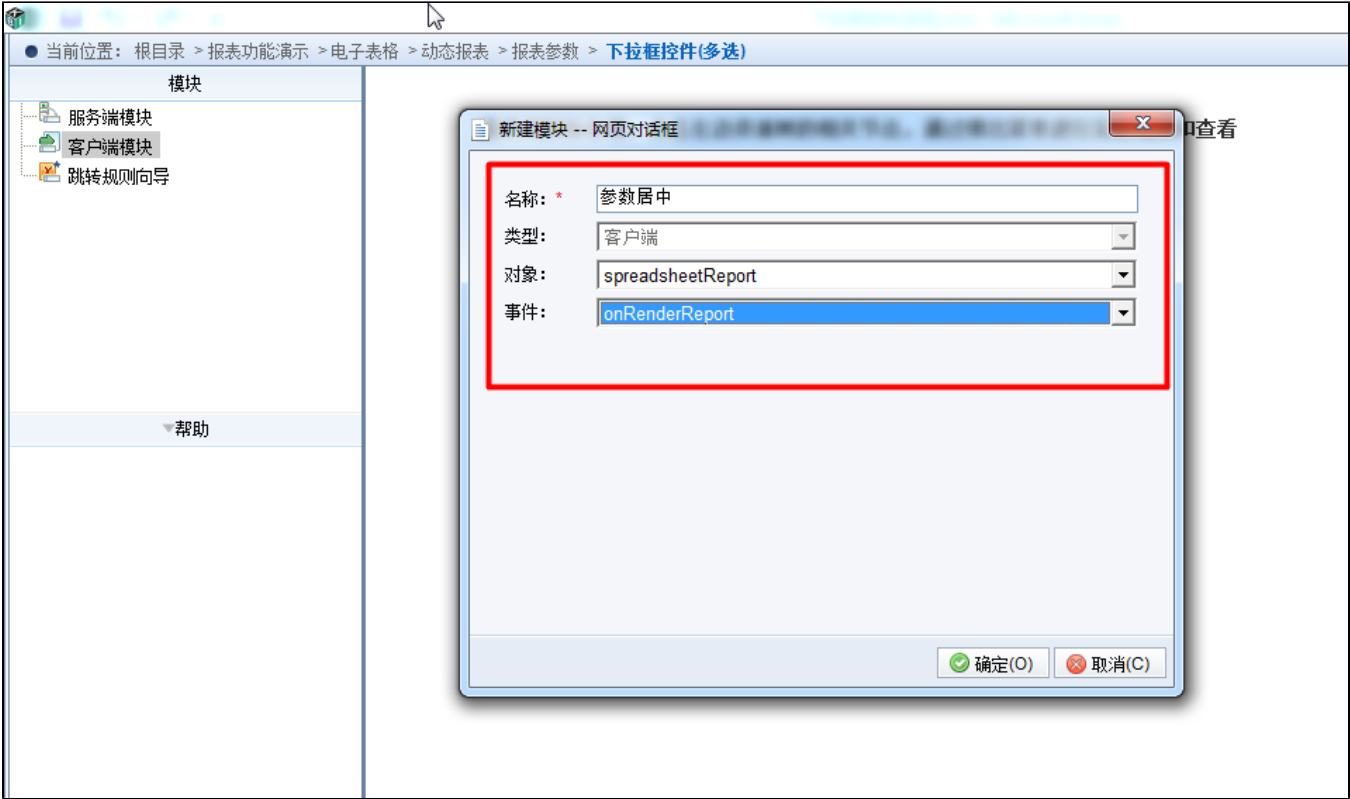 当前位置： 根目录 >报表功能演示 >电子表格 >动态报表 >报表参数 > 下拉框控件(多选)
模块
服务端模块
客户端模块
跳转规则向导
帮助
新建模块 -- 网页对话框
和查看
名称： * 参数居中
类型： 客户端
对象： spreadsheetReport
事件： onRenderReport
确定(O) 取消(C)